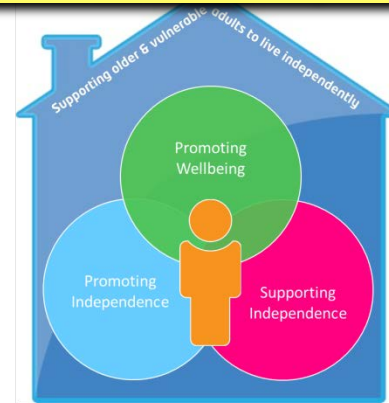 Supporting older & vulnerable adults to live independently
Promoting
Wellbeing
Promoting
Independence
Supporting
Independence